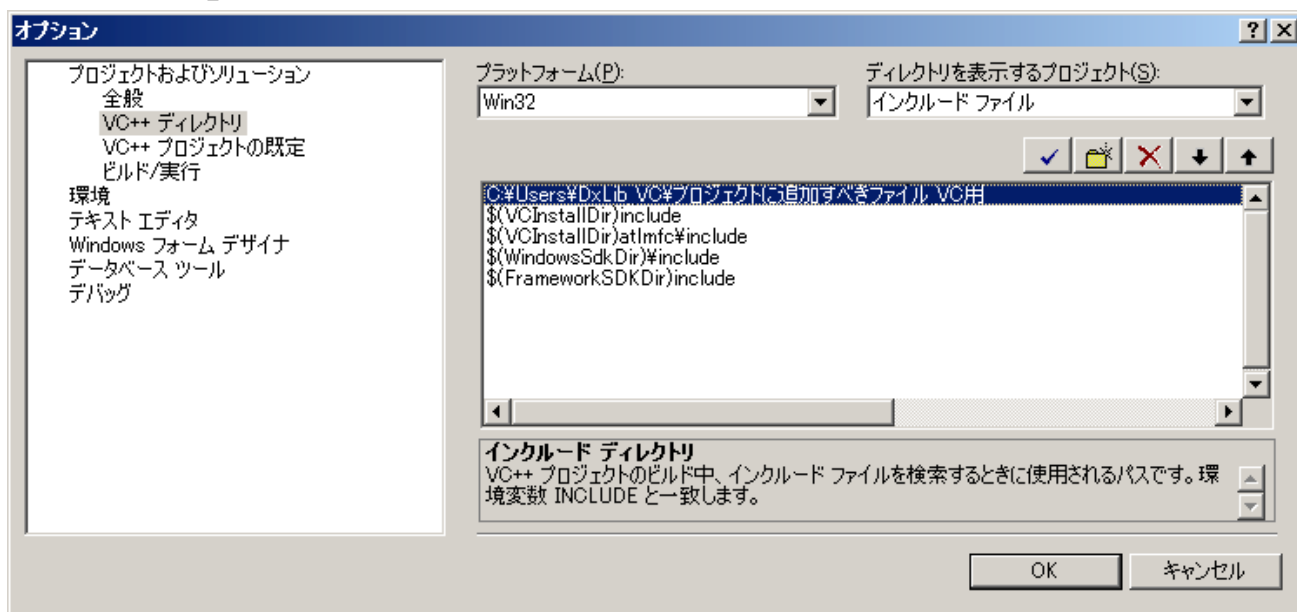 オプション
プロジェクトおよびソリューション
全般
VC++ ディレクトリ
VC++ プロジェクトの既定
ビルド/実行
環境
テキスト エディタ
Windows フォーム デザイナ
データベース ツール
デバッグ
プラットフォーム(P):
ディレクトリを表示するプロジェクト(S):
Win32
インクルード ファイル
C:¥Users¥DxLib_VC¥プロジェクトに追加すべきファイル_VC用
$(VCInstallDir)include
$(VCInstallDir)atlmfc¥include
$(WindowsSdkDir)¥include
$(FrameworkSDKDir)include
インクルード ディレクトリ
VC++ プロジェクトのビルド中、インクルード ファイルを検索するときに使用されるパスです。環
境変数 INCLUDE と一致します。
OK
キャンセル